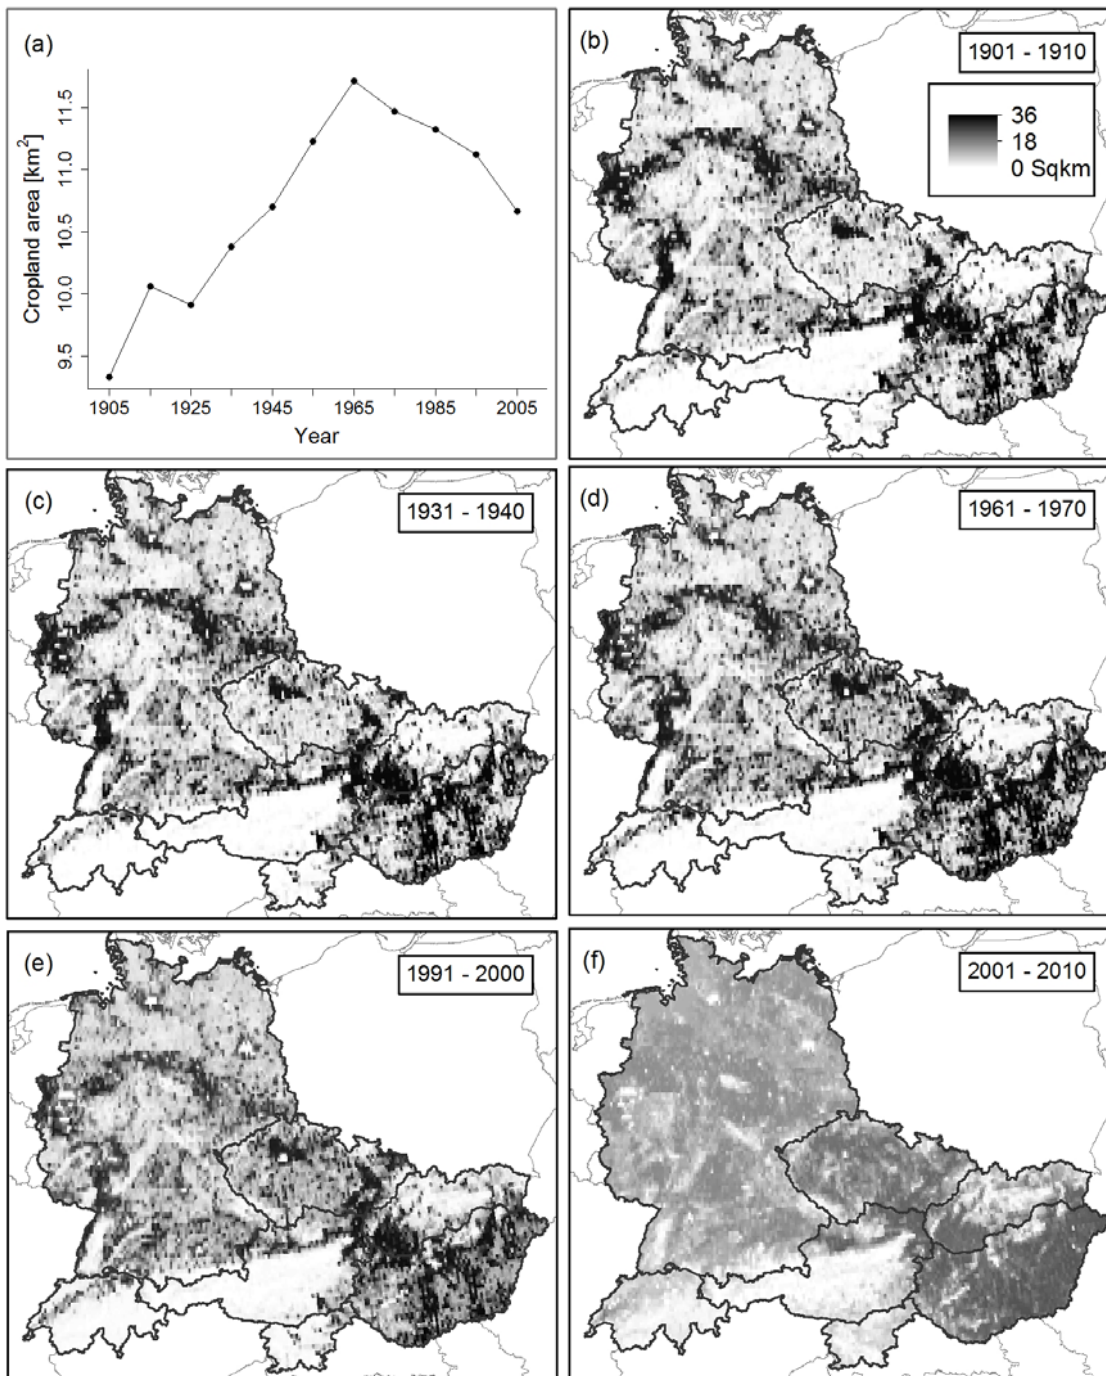 (a)
Cropland area [km²]
11.5
11.0
10.5
10.0
9.5
1905 1925 1945 1965 1985 2005
Year
(b)
1901 - 1910
36
18
0 Sqkm
(c)
1931 - 1940
(d)
1961 - 1970
(e)
1991 - 2000
(f)
2001 - 2010